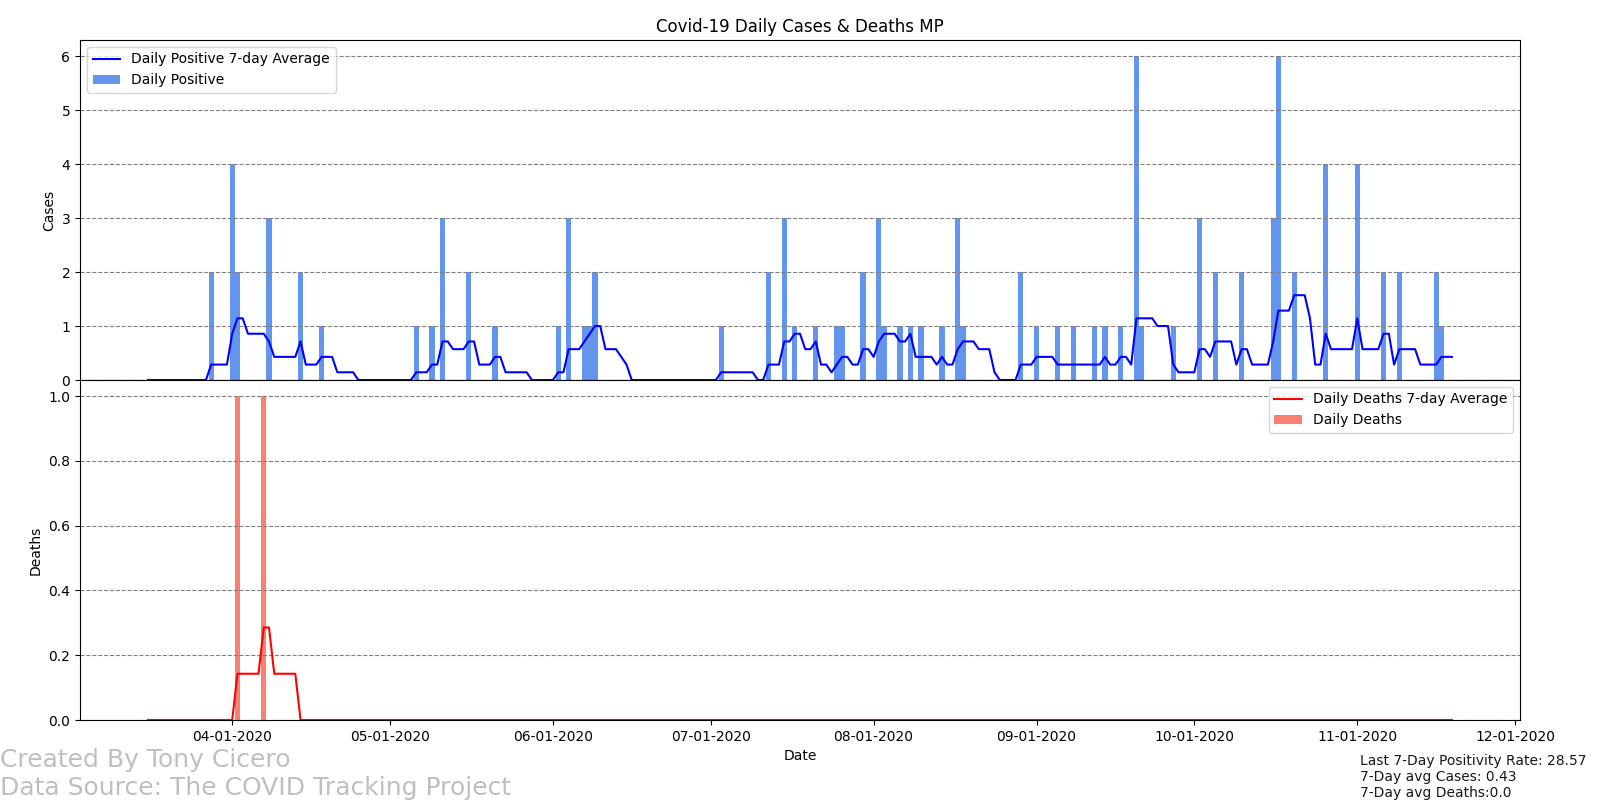 Covid-19 Daily Cases & Deaths MP
Daily Positive 7-day Average
Daily Positive
6
5
4
3
2
1
0
Cases
Daily Deaths 7-day Average
Daily Deaths
1.0
0.8
0.6
0.4
0.2
0.0
Deaths
04-01-2020 05-01-2020 06-01-2020 07-01-2020 08-01-2020 09-01-2020 10-01-2020 11-01-2020 12-01-2020
Date
Created By Tony Cicero
Data Source: The COVID Tracking Project
Last 7-Day Positivity Rate: 28.57
7-Day avg Cases: 0.43
7-Day avg Deaths:0.0